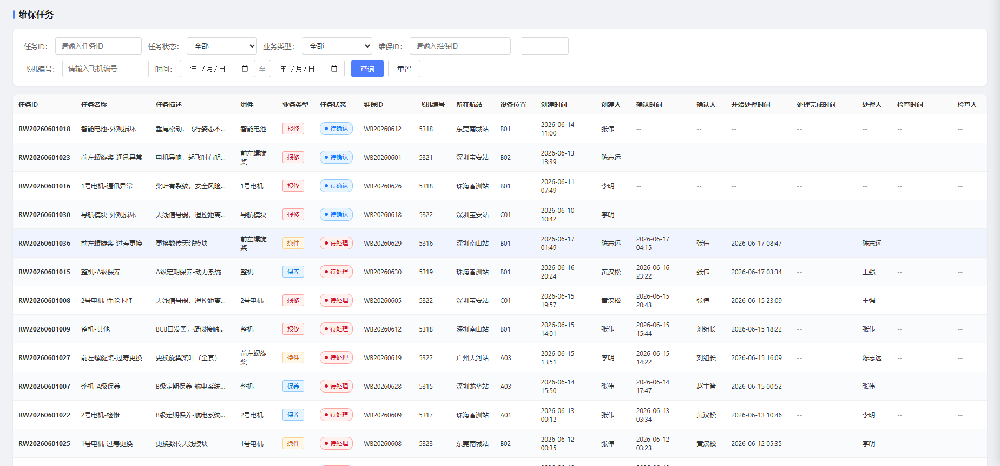 维保任务
任务ID: 请输入任务ID 任务状态: 全部 业务类型: 全部 维保ID: 请输入维保ID
飞机编号: 请输入飞机编号 时间: 年 /月/日 至 年 /月/日 查询 重置
任务ID 任务名称 任务描述 组件 业务类型 任务状态 维保ID 飞机编号 所在航站 设备位置 创建时间 创建人 确认时间 确认人 开始处理时间 处理完成时间 处理人 检查时间 检查人
RW20260601018 智能电池-外观损坏 垂尾松动，飞行姿态不... 智能电池 报修 待确认 WB20260612 5318 东莞南城站 B01 2026-06-14 11:00 张伟 -- -- -- -- -- -- --
RW20260601023 前左螺旋桨-通讯异常 电机异响，起飞时有明... 前左螺旋桨 报修 待确认 WB20260601 5321 深圳宝安站 B02 2026-06-13 13:39 陈志远 -- -- -- -- -- -- --
RW20260601016 1号电机-通讯异常 桨叶有裂纹，安全风险... 1号电机 报修 待确认 WB20260626 5318 珠海香洲站 B01 2026-06-11 07:49 李明 -- -- -- -- -- -- --
RW20260601030 导航模块-外观损坏 天线信号弱，遥控距离... 导航模块 报修 待确认 WB20260618 5322 深圳宝安站 C01 2026-06-10 10:42 李明 -- -- -- -- -- -- --
RW20260601036 前左螺旋桨-过寿更换 更换数传天线模块 前左螺旋桨 换件 待处理 WB20260629 5316 深圳南山站 B01 2026-06-17 01:49 陈志远 2026-06-17 04:15 张伟 2026-06-17 08:47 -- 陈志远 -- --
RW20260601015 整机-A级保养 A级定期保养-动力系统 整机 保养 待处理 WB20260630 5319 珠海香洲站 B01 2026-06-16 20:24 黄汉松 2026-06-16 23:22 张伟 2026-06-17 03:34 -- 王强 -- --
RW20260601008 2号电机-性能下降 天线信号弱，遥控距离... 2号电机 报修 待处理 WB20260605 5322 深圳宝安站 C01 2026-06-15 19:57 黄汉松 2026-06-15 20:43 张伟 2026-06-15 23:09 -- 王强 -- --
RW20260601009 整机-其他 BCB口发黑，疑似接触... 整机 报修 待处理 WB20260612 5318 深圳南山站 B01 2026-06-15 14:01 张伟 2026-06-15 15:44 刘组长 2026-06-15 18:22 -- 张伟 -- --
RW20260601027 前左螺旋桨-过寿更换 更换旋翼桨叶（全套） 前左螺旋桨 换件 待处理 WB20260619 5322 广州天河站 A03 2026-06-15 13:51 李明 2026-06-15 14:22 刘组长 2026-06-15 16:09 -- 陈志远 -- --
RW20260601007 整机-A级保养 B级定期保养-航电系统... 整机 保养 待处理 WB20260628 5315 深圳龙华站 A03 2026-06-14 15:50 张伟 2026-06-14 17:47 赵主管 2026-06-15 00:52 -- 张伟 -- --
RW20260601022 2号电机-检修 B级定期保养-航电系统... 2号电机 保养 待处理 WB20260609 5317 珠海香洲站 A01 2026-06-13 00:12 张伟 2026-06-13 03:34 黄汉松 2026-06-13 10:46 -- 李明 -- --
RW20260601025 1号电机-过寿更换 更换数传天线模块 1号电机 换件 待处理 WB20260608 5323 东莞南城站 B02 2026-06-12 00:35 张伟 2026-06-12 03:23 黄汉松 2026-06-12 05:35 -- 李明 -- --